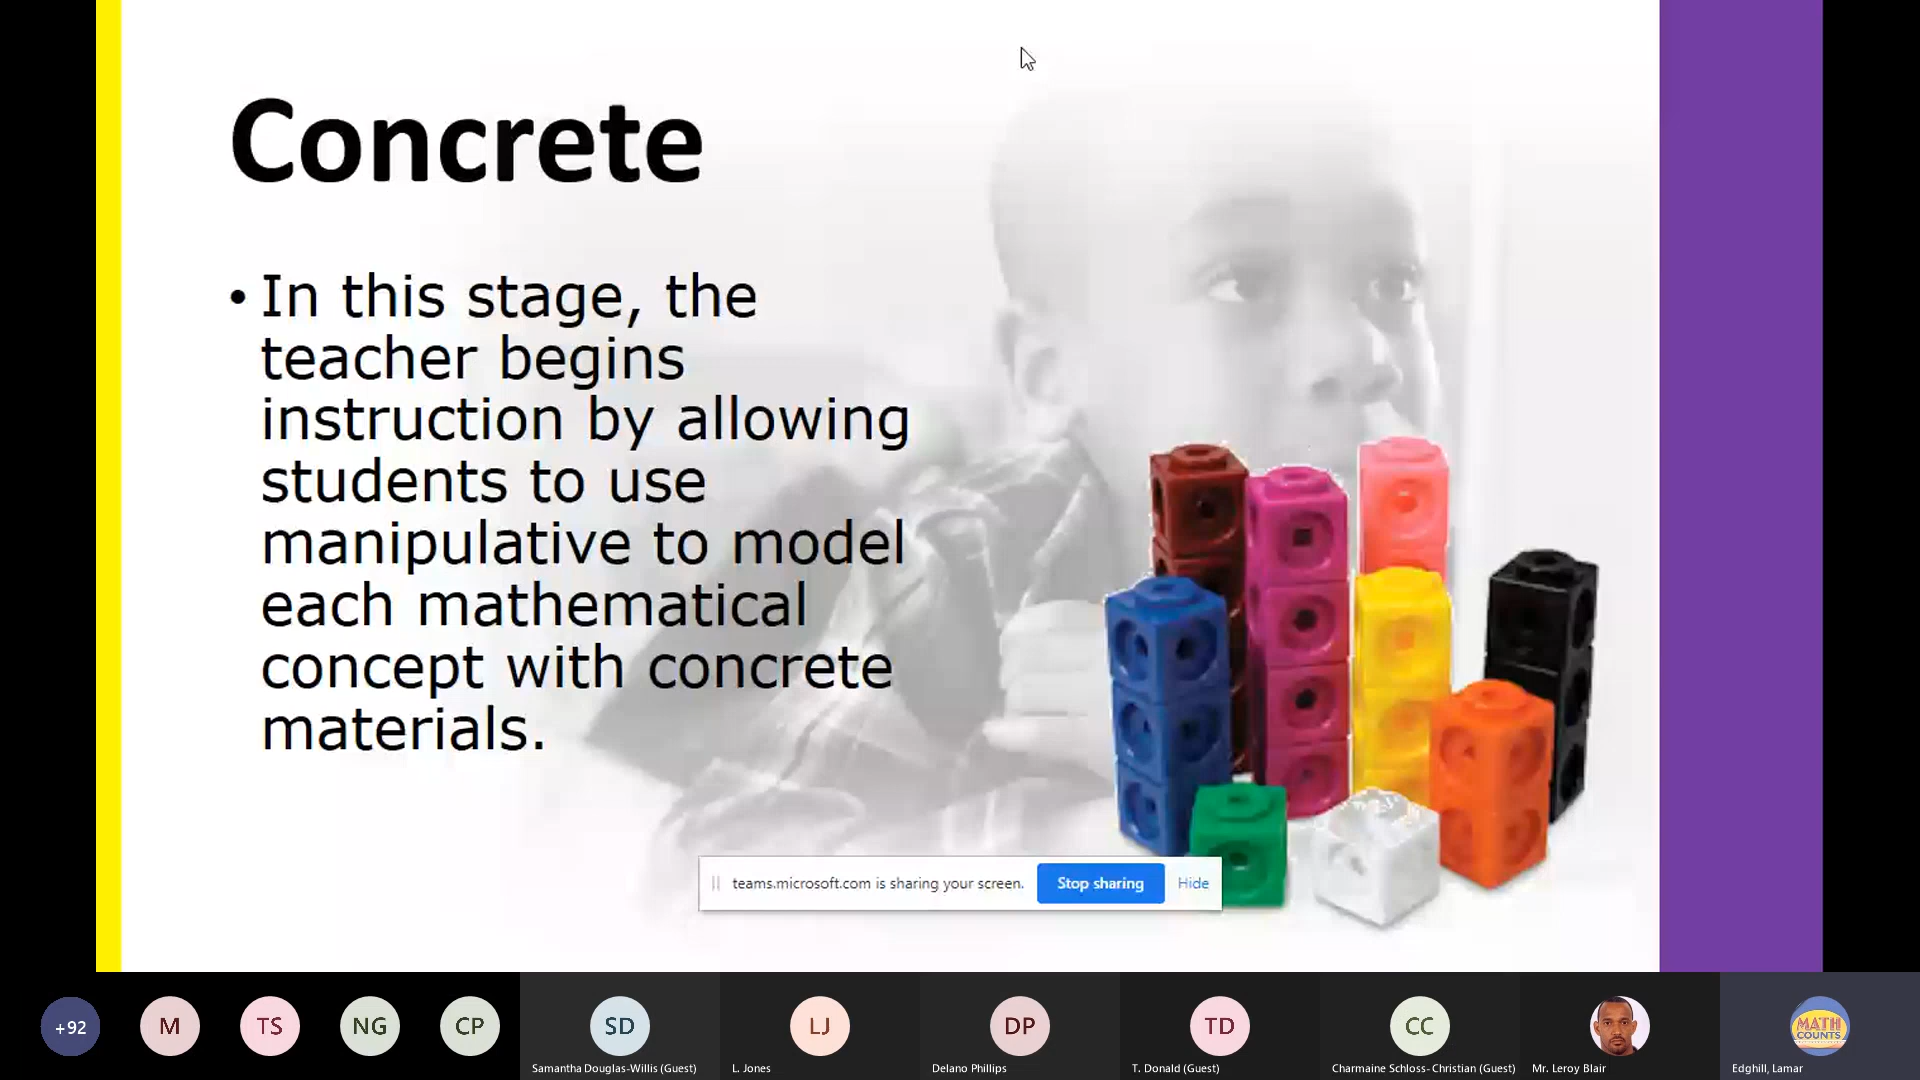 Concrete
• In this stage, the
teacher begins
instruction by allowing
students to use
manipulative to model
each mathematical
concept with concrete
materials.
teams.microsoft.com is sharing your screen. Stop sharing Hide
+92 M TS NG CP SD LJ DP TD CC MATH
COUNTS
Samantha Douglas-Willis (Guest) L. Jones Delano Phillips T. Donald (Guest) Charmaine Schloss-Christian (Guest) Mr. Leroy Blair Edghill, Lamar